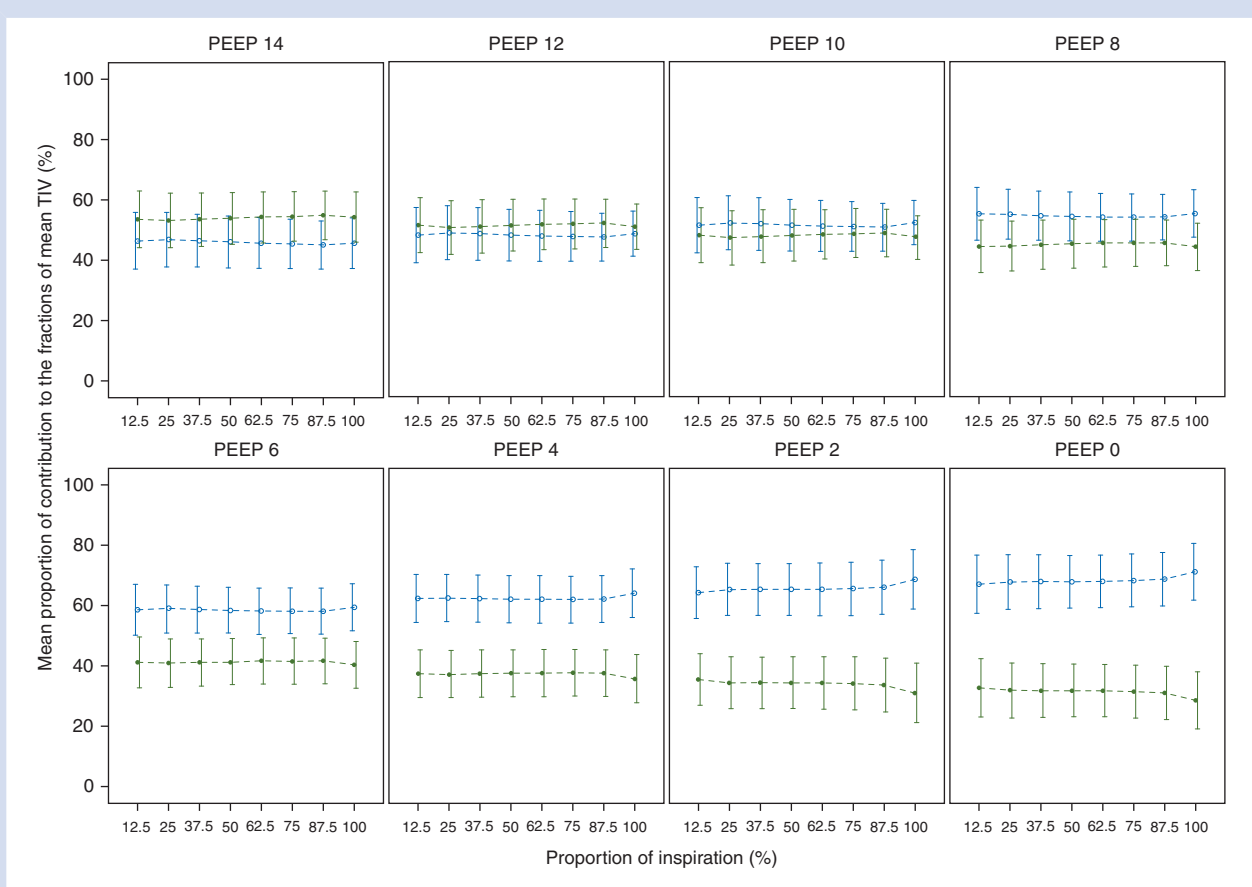 PEEP 14 PEEP 12 PEEP 10 PEEP 8
Mean proportion of contribution to the fractions of mean TIV (%)
100
80
60
40
20
0
12.5 25 37.5 50 62.5 75 87.5 100 12.5 25 37.5 50 62.5 75 87.5 100 12.5 25 37.5 50 62.5 75 87.5 100 12.5 25 37.5 50 62.5 75 87.5 100
PEEP 6 PEEP 4 PEEP 2 PEEP 0
100
80
60
40
20
0
12.5 25 37.5 50 62.5 75 87.5 100 12.5 25 37.5 50 62.5 75 87.5 100 12.5 25 37.5 50 62.5 75 87.5 100 12.5 25 37.5 50 62.5 75 87.5 100
Proportion of inspiration (%)